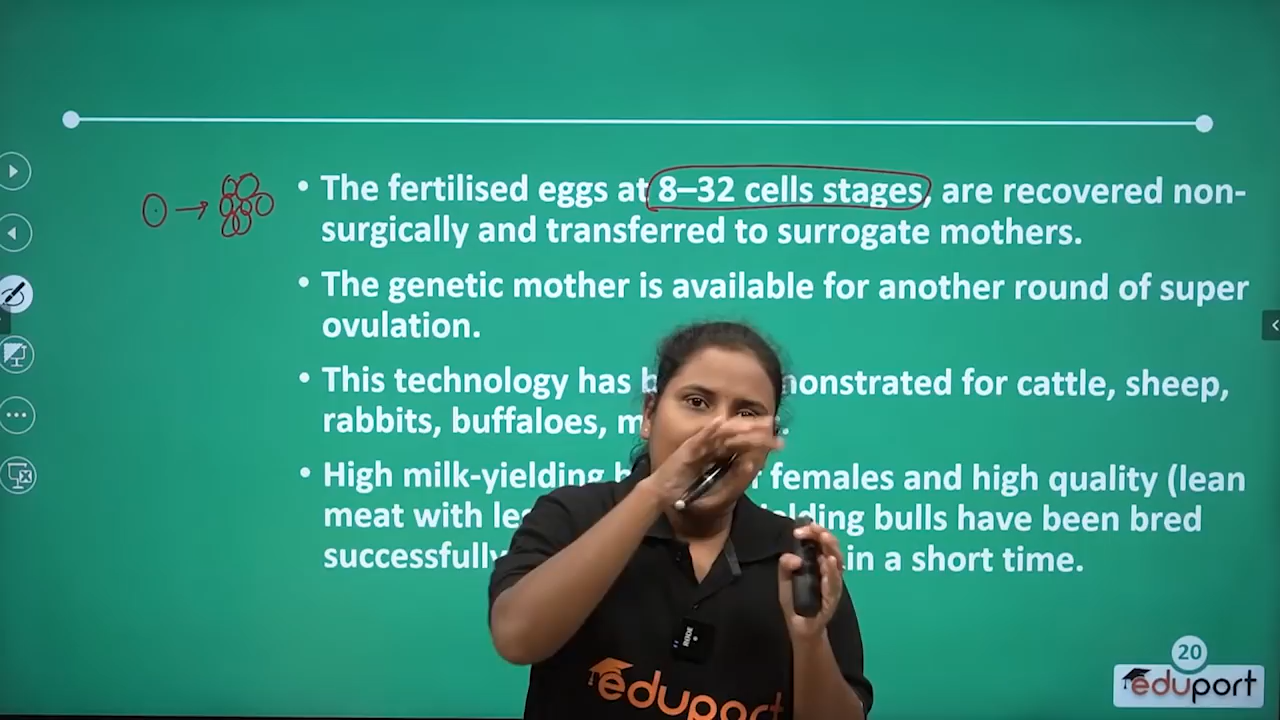 • The fertilised eggs at 8–32 cells stages, are recovered non-
surgically and transferred to surrogate mothers.
• The genetic mother is available for another round of super
ovulation.
• This technology has for cattle, sheep,
rabbits, buffaloes,
• High milk-yielding females and high quality (lean
meat with bulls have been bred
successfully in a short time.
RODE
eduport
20
eduport